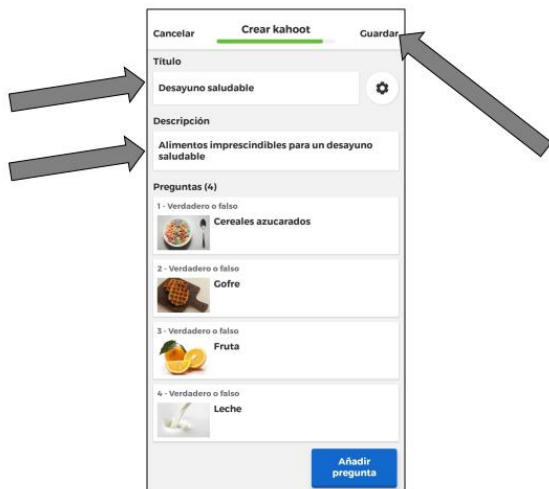 Cancelar Crear kahoot Guardar
Título
Desayuno saludable
Descripción
Alimentos imprescindibles para un desayuno
saludable
Preguntas (4)
1 - Verdadero o falso
Cereales azucarados
2 - Verdadero o falso
Gofre
3 - Verdadero o falso
Fruta
4 - Verdadero o falso
Leche
Añadir
pregunta